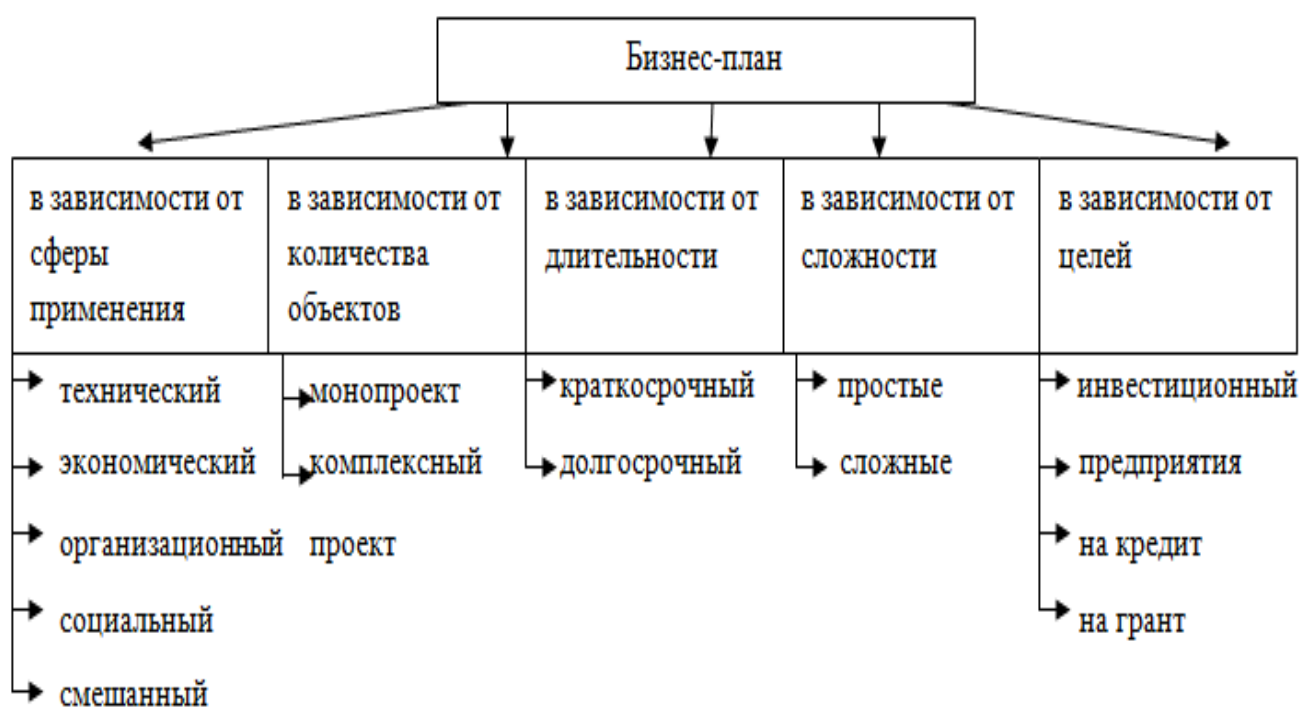 Бизнес-план
в зависимости от
сферы
применения
в зависимости от
количества
объектов
в зависимости от
длительности
в зависимости от
сложности
в зависимости от
целей
технический
экономический
организационный
социальный
смешанный
монопроект
комплексный
проект
краткосрочный
долгосрочный
простые
сложные
инвестиционный
предприятия
на кредит
на грант